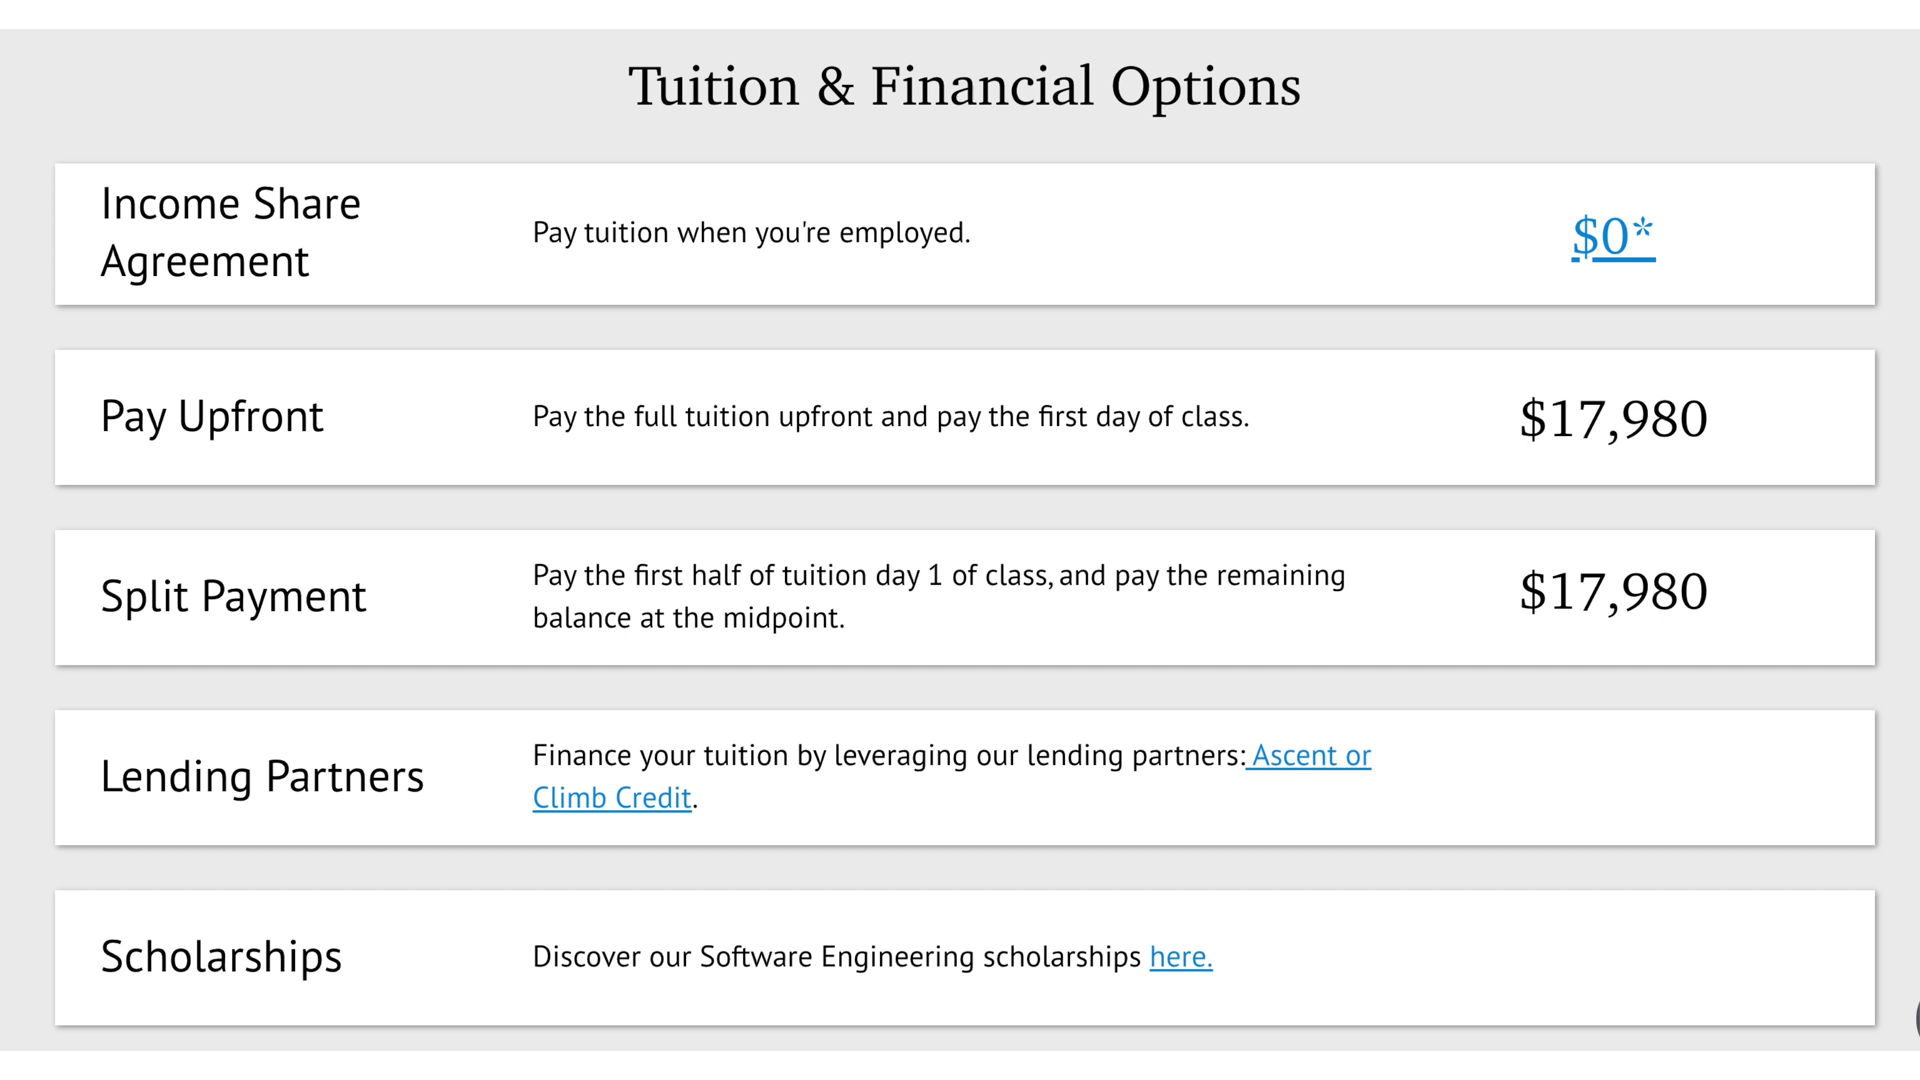 Tuition & Financial Options
Income Share
Agreement
Pay tuition when you're employed.
$0*
Pay Upfront
Pay the full tuition upfront and pay the first day of class.
$17,980
Split Payment
Pay the first half of tuition day 1 of class, and pay the remaining
balance at the midpoint.
$17,980
Lending Partners
Finance your tuition by leveraging our lending partners: Ascent or
Climb Credit.
Scholarships
Discover our Software Engineering scholarships here.